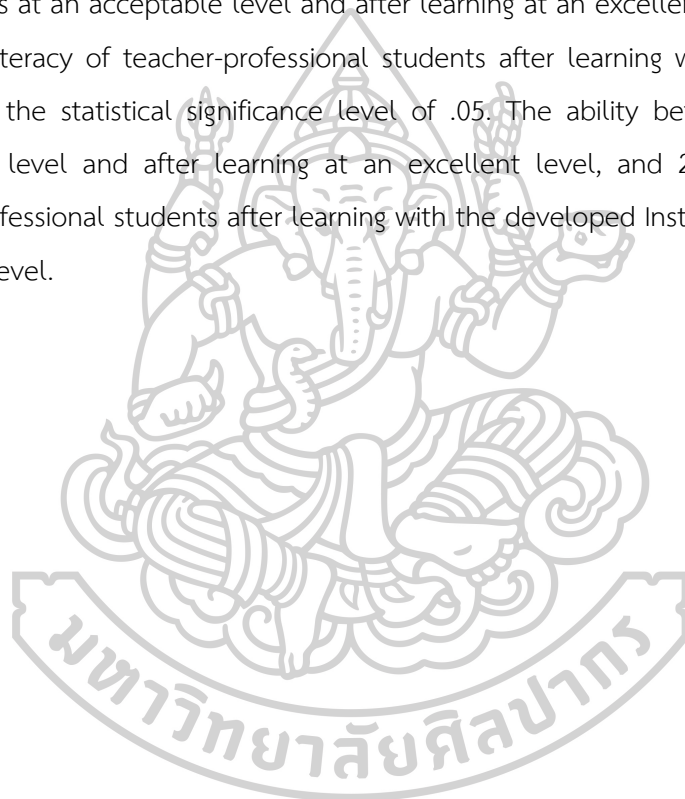 s at an acceptable level and after learning at an excellen
teracy of teacher-professional students after learning w
the statistical significance level of .05. The ability be
level and after learning at an excellent level, and 2
ofessional students after learning with the developed Inst
evel.
มหาวิทยาลัยศิลปากร